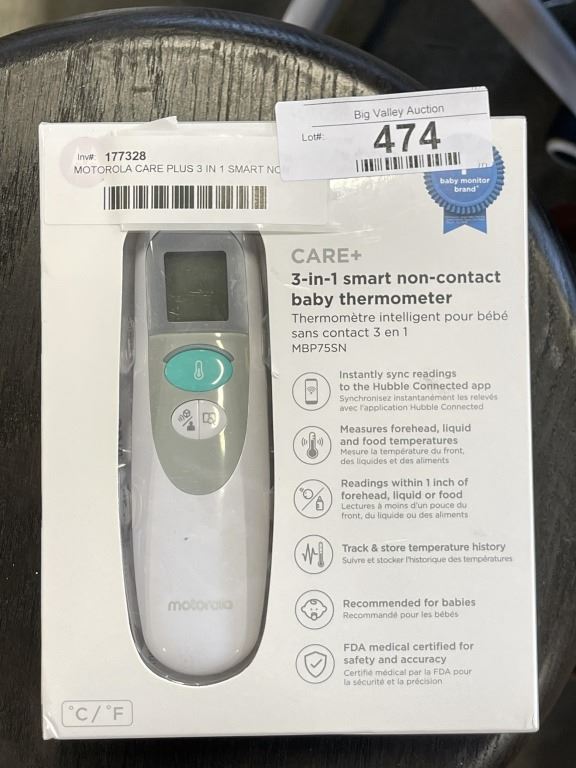 Big Valley Auction
Lot#: 474
Inv#: 177328
MOTOROLA CARE PLUS 3 IN 1 SMART
baby monitor
brand*
CARE+
3-in-1 smart non-contact
baby thermometer
Thermomètre intelligent pour bébé
sans contact 3 en 1
MBP75SN
Instantly sync readings
to the Hubble Connected app
Synchronisez instantanément les relevés
avec l'application Hubble Connected
Measures forehead, liquid
and food temperatures
Mesure la température du front,
des liquides et des aliments
Readings within 1 inch of
forehead, liquid or food
Lectures à moins d'un pouce du
front, du liquide ou des aliments
Track & store temperature history
Suivre et stocker l'historique des températures
Recommended for babies
Recommandé pour les bébés
FDA medical certified for
safety and accuracy
Certifié médical par la FDA pour
la sécurité et la précision
motorola
°C / °F